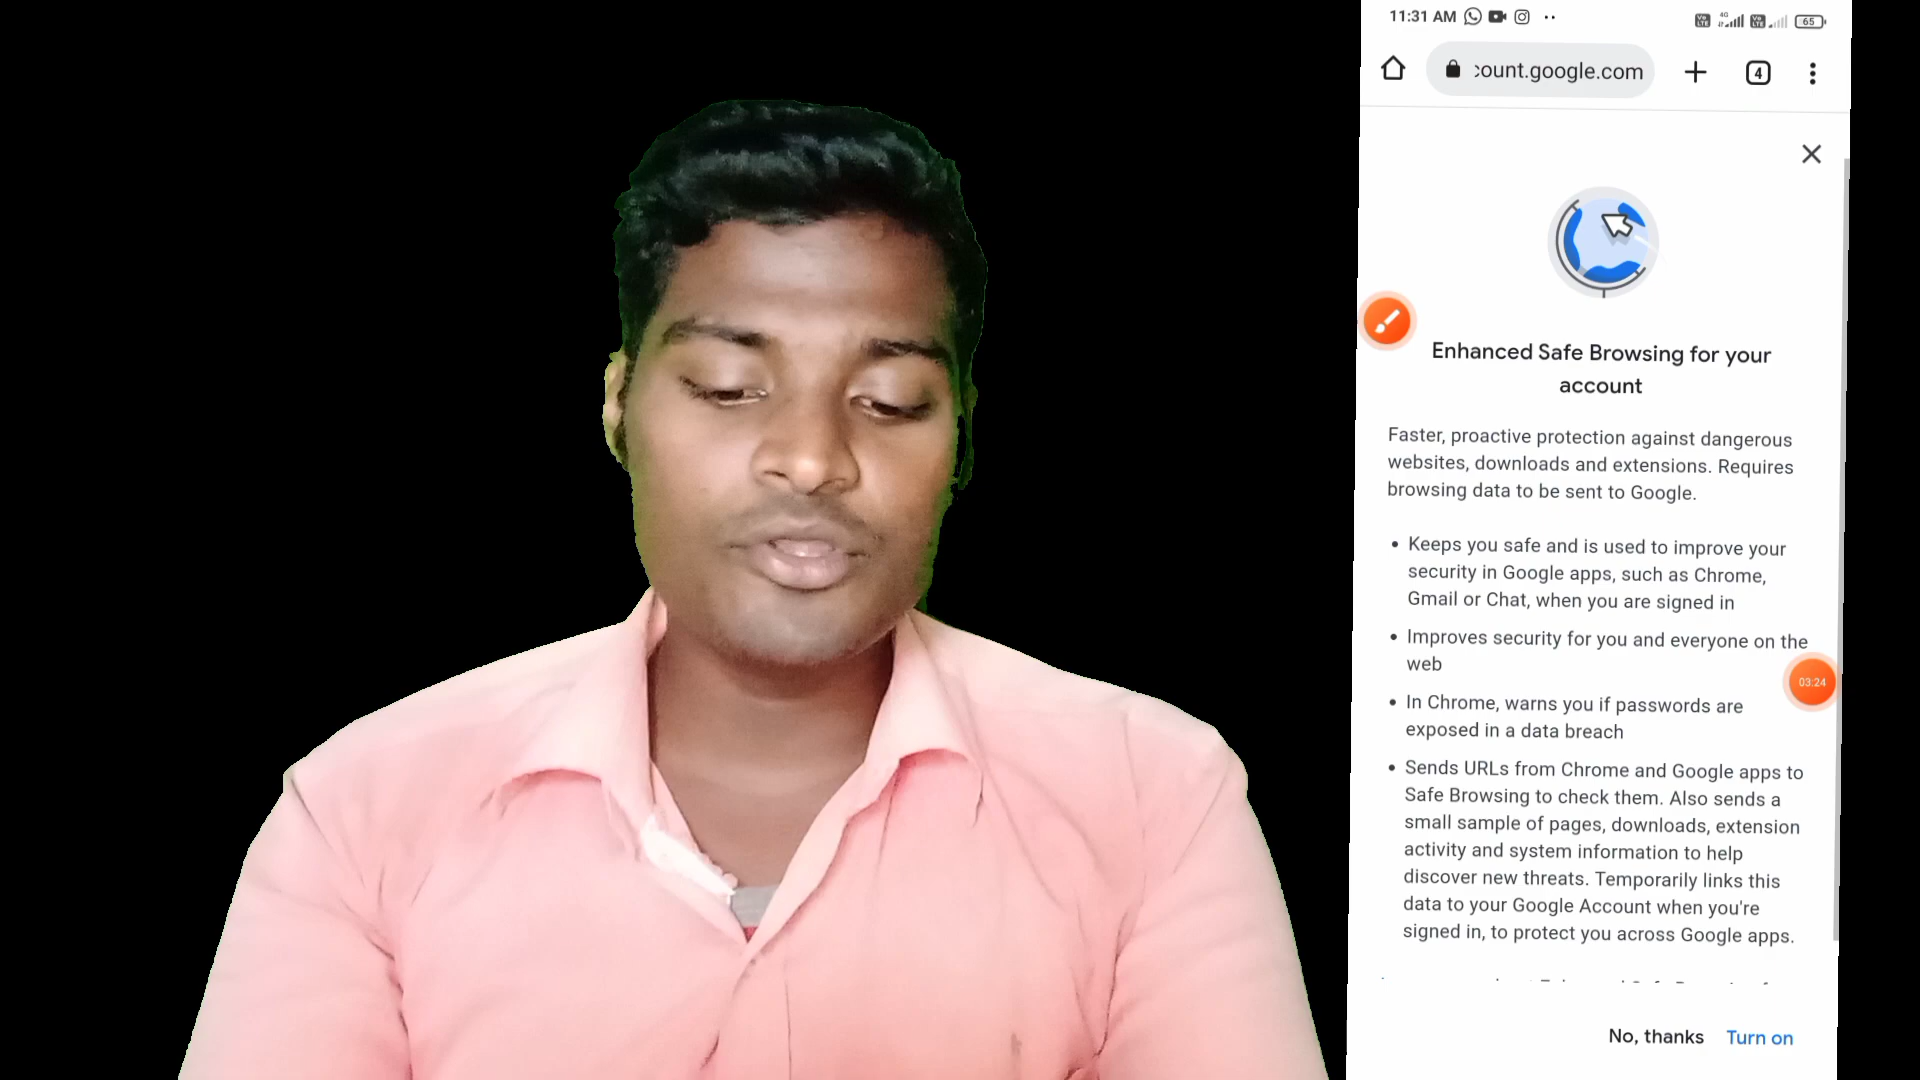 11:31 AM
Vo LTE 4G Vo LTE 65
:ount.google.com
4
Enhanced Safe Browsing for your
account
Faster, proactive protection against dangerous
websites, downloads and extensions. Requires
browsing data to be sent to Google.
• Keeps you safe and is used to improve your
security in Google apps, such as Chrome,
Gmail or Chat, when you are signed in
• Improves security for you and everyone on the
web
03:24
• In Chrome, warns you if passwords are
exposed in a data breach
• Sends URLs from Chrome and Google apps to
Safe Browsing to check them. Also sends a
small sample of pages, downloads, extension
activity and system information to help
discover new threats. Temporarily links this
data to your Google Account when you're
signed in, to protect you across Google apps.
No, thanks Turn on